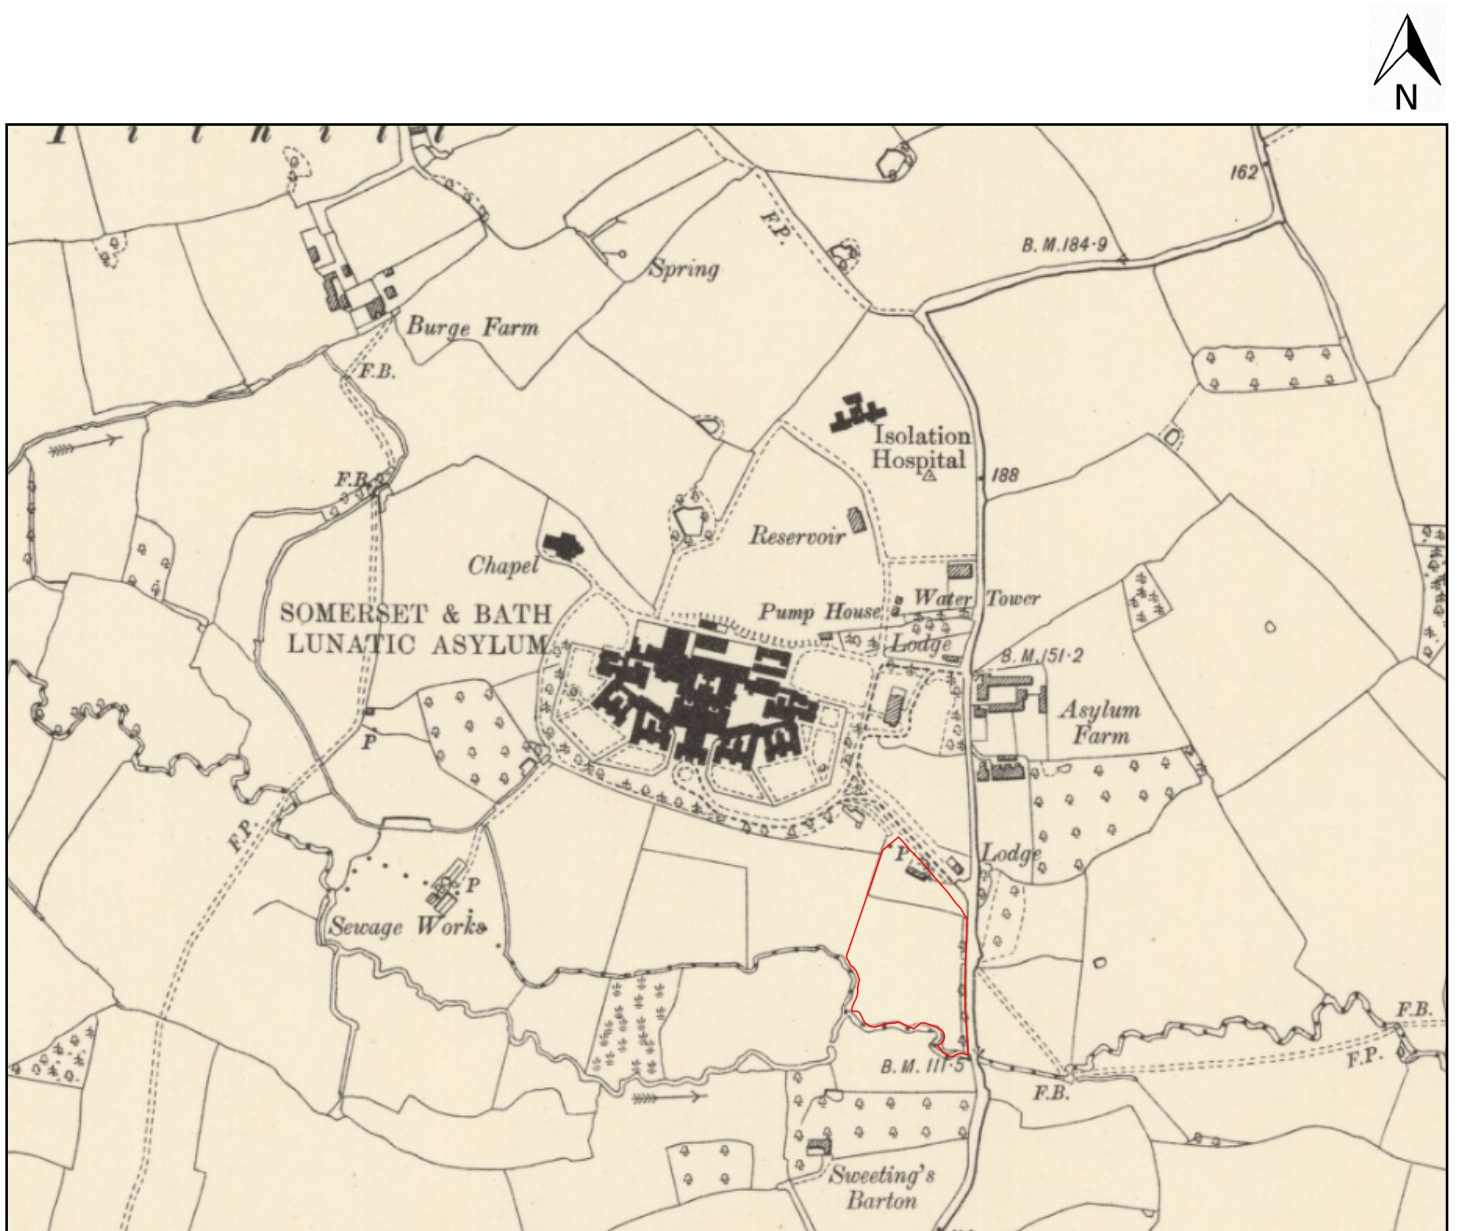 N
T i t h i l l
162
F.P.
B.M.184·9
Spring
Burge Farm
F.B.
Isolation
Hospital
188
F.B.
Reservoir
Chapel
SOMERSET & BATH
LUNATIC ASYLUM
Pump House
Water Tower
Lodge
B.M.151·2
Asylum
Farm
P
F.P.
P
Lodge
P
Sewage Works
F.B.
F.P.
B.M.111·5
F.B.
Sweeting's
Barton